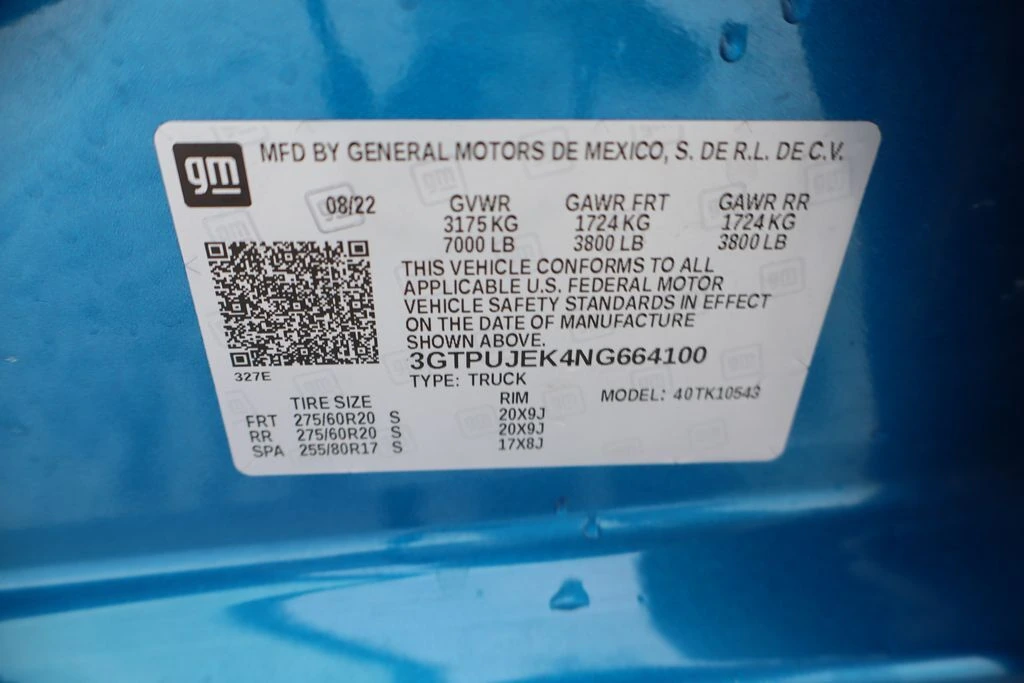 gm
MFD BY GENERAL MOTORS DE MEXICO, S. DE R.L. DE C.V.
08/22 GVWR GAWR FRT GAWR RR
3175 KG 1724 KG 1724 KG
7000 LB 3800 LB 3800 LB
THIS VEHICLE CONFORMS TO ALL
APPLICABLE U.S. FEDERAL MOTOR
VEHICLE SAFETY STANDARDS IN EFFECT
ON THE DATE OF MANUFACTURE
SHOWN ABOVE.
3GTPUJEK4NG664100
327E
TYPE: TRUCK
TIRE SIZE RIM MODEL: 40TK10543
FRT 275/60R20 S 20X9J
RR 275/60R20 S 20X9J
SPA 255/80R17 S 17X8J